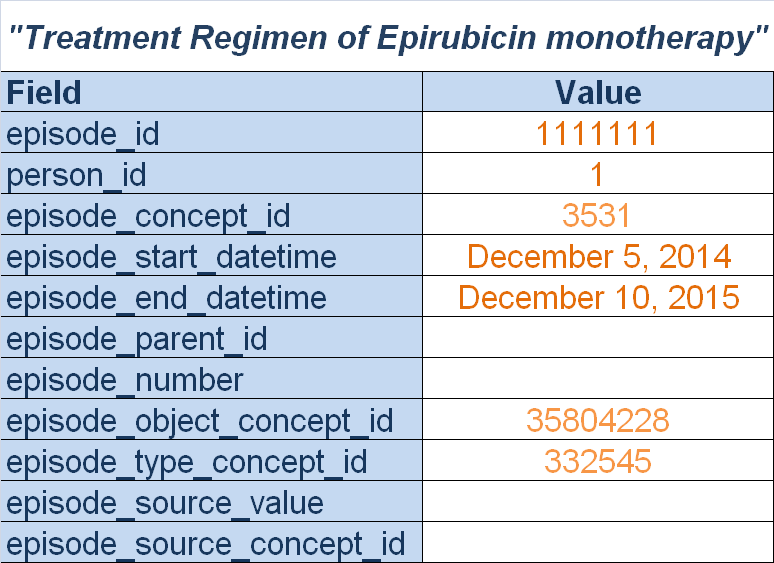 "Treatment Regimen of Epirubicin monotherapy"
Field Value
episode_id 1111111
person_id 1
episode_concept_id 3531
episode_start_datetime December 5, 2014
episode_end_datetime December 10, 2015
episode_parent_id
episode_number
episode_object_concept_id 35804228
episode_type_concept_id 332545
episode_source_value
episode_source_concept_id